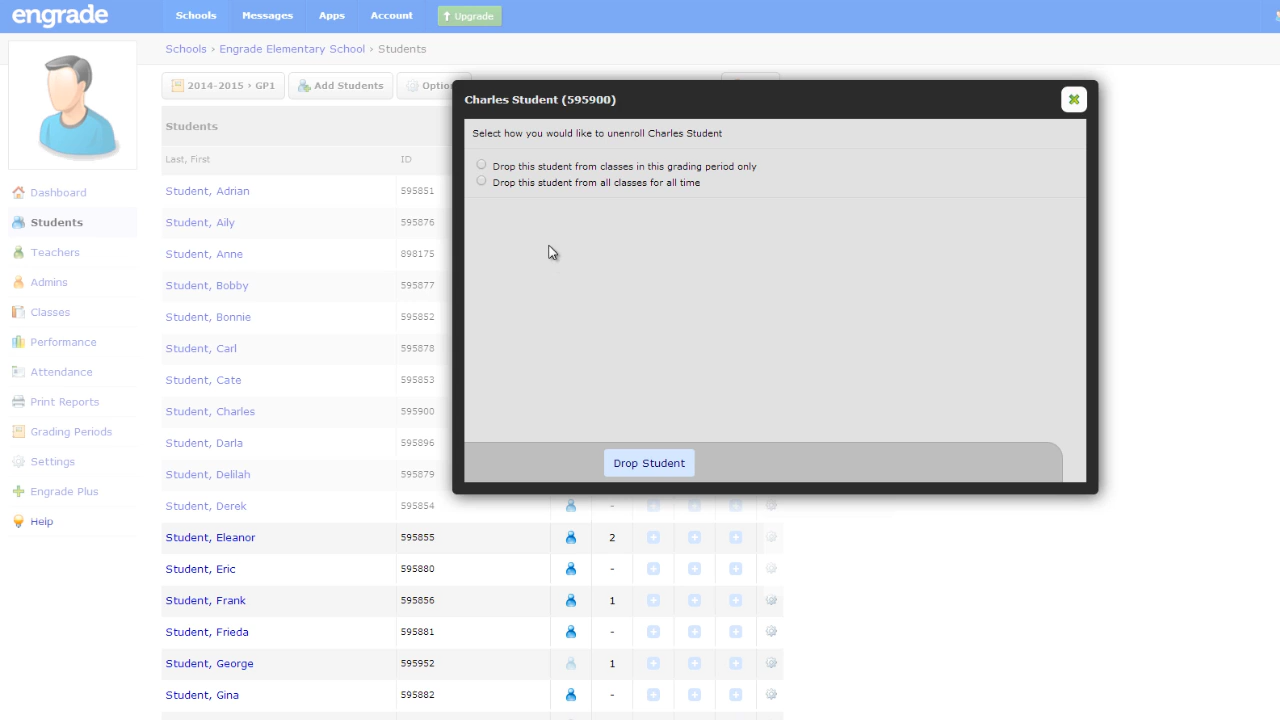 engrade
Schools Messages Apps Account Upgrade
Schools › Engrade Elementary School › Students
2014-2015 › GP1 Add Students
Charles Student (595900)
Select how you would like to unenroll Charles Student
Drop this student from classes in this grading period only
Drop this student from all classes for all time
Drop Student
Dashboard
Students
Teachers
Admins
Classes
Performance
Attendance
Print Reports
Grading Periods
Settings
Engrade Plus
Help
Students
Last, First ID
Student, Adrian 595851
Student, Aily 595876
Student, Anne 898175
Student, Bobby 595877
Student, Bonnie 595852
Student, Carl 595878
Student, Cate 595853
Student, Charles 595900
Student, Darla 595896
Student, Delilah 595879
Student, Derek 595854 -
Student, Eleanor 595855 2
Student, Eric 595880 -
Student, Frank 595856 1
Student, Frieda 595881 -
Student, George 595952 1
Student, Gina 595882 -